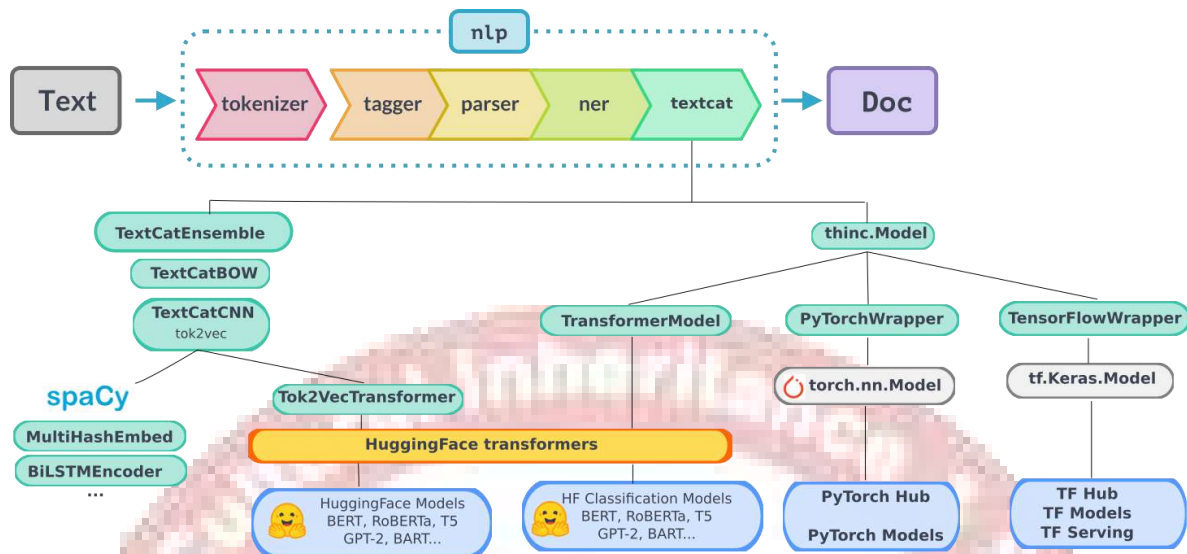 nlp
Text
tokenizer
tagger
parser
ner
textcat
Doc
TextCatEnsemble
TextCatBOW
TextCatCNN
tok2vec
spaCy
MultiHashEmbed
BiLSTMEncoder
...
Tok2VecTransformer
thinc.Model
TransformerModel
PyTorchWrapper
TensorFlowWrapper
torch.nn.Model
tf.Keras.Model
HuggingFace transformers
HuggingFace Models
BERT, RoBERTa, T5
GPT-2, BART...
HF Classification Models
BERT, RoBERTa, T5
GPT-2, BART...
PyTorch Hub
PyTorch Models
TF Hub
TF Models
TF Serving